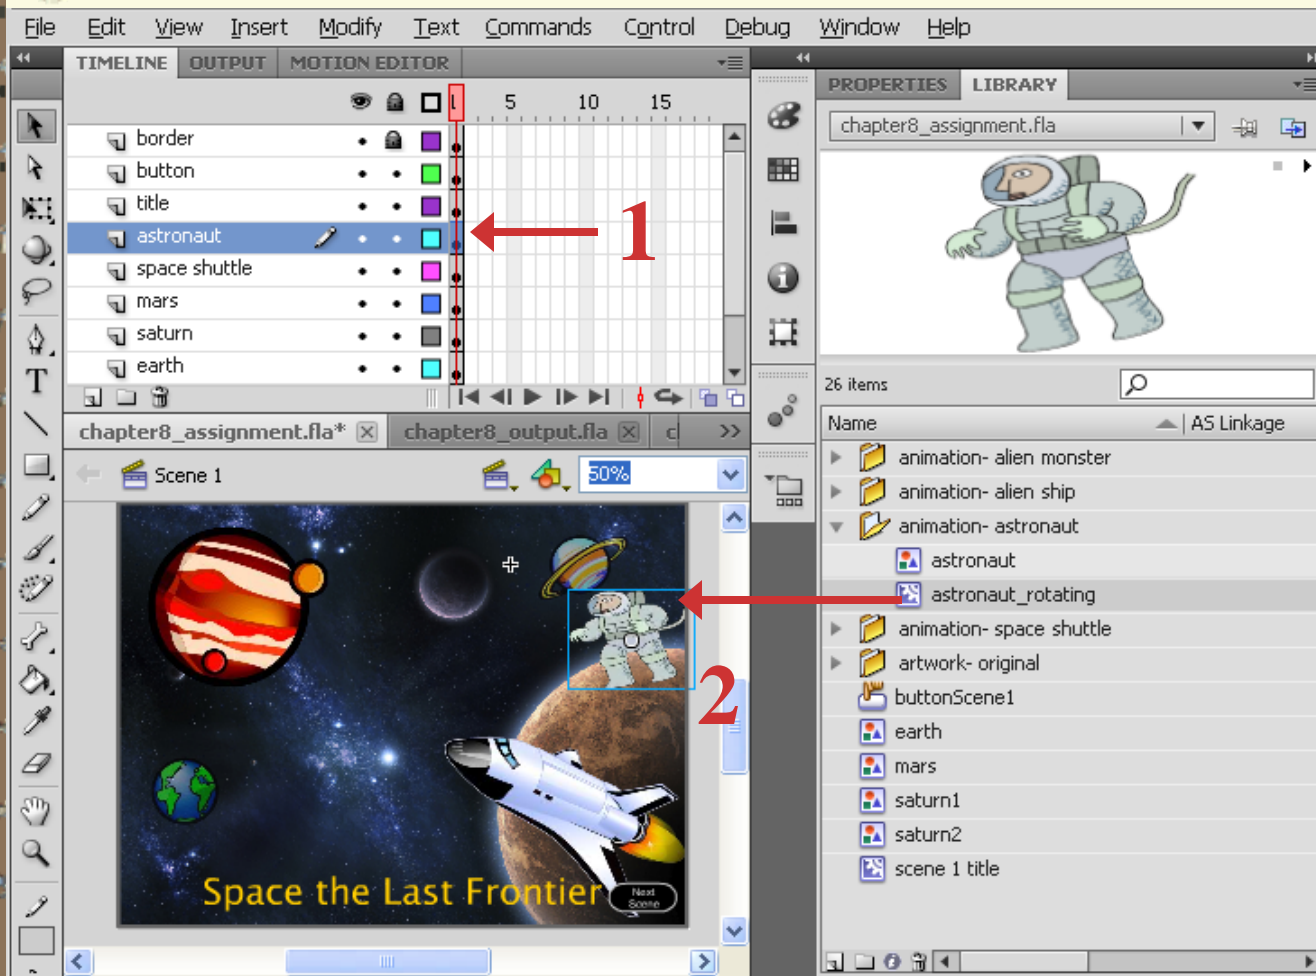 File Edit View Insert Modify Text Commands Control Debug Window Help
TIMELINE OUTPUT MOTION EDITOR
1 5 10 15
border
button
title
astronaut
space shuttle
mars
saturn
earth
1
chapter8_assignment.fla* chapter8_output.fla cl
Scene 1 50%
Space the Last Frontier
Next
Scene
2
PROPERTIES LIBRARY
chapter8_assignment.fla
26 items
Name AS Linkage
animation- alien monster
animation- alien ship
animation- astronaut
astronaut
astronaut_rotating
animation- space shuttle
artwork- original
buttonScene1
earth
mars
saturn1
saturn2
scene 1 title